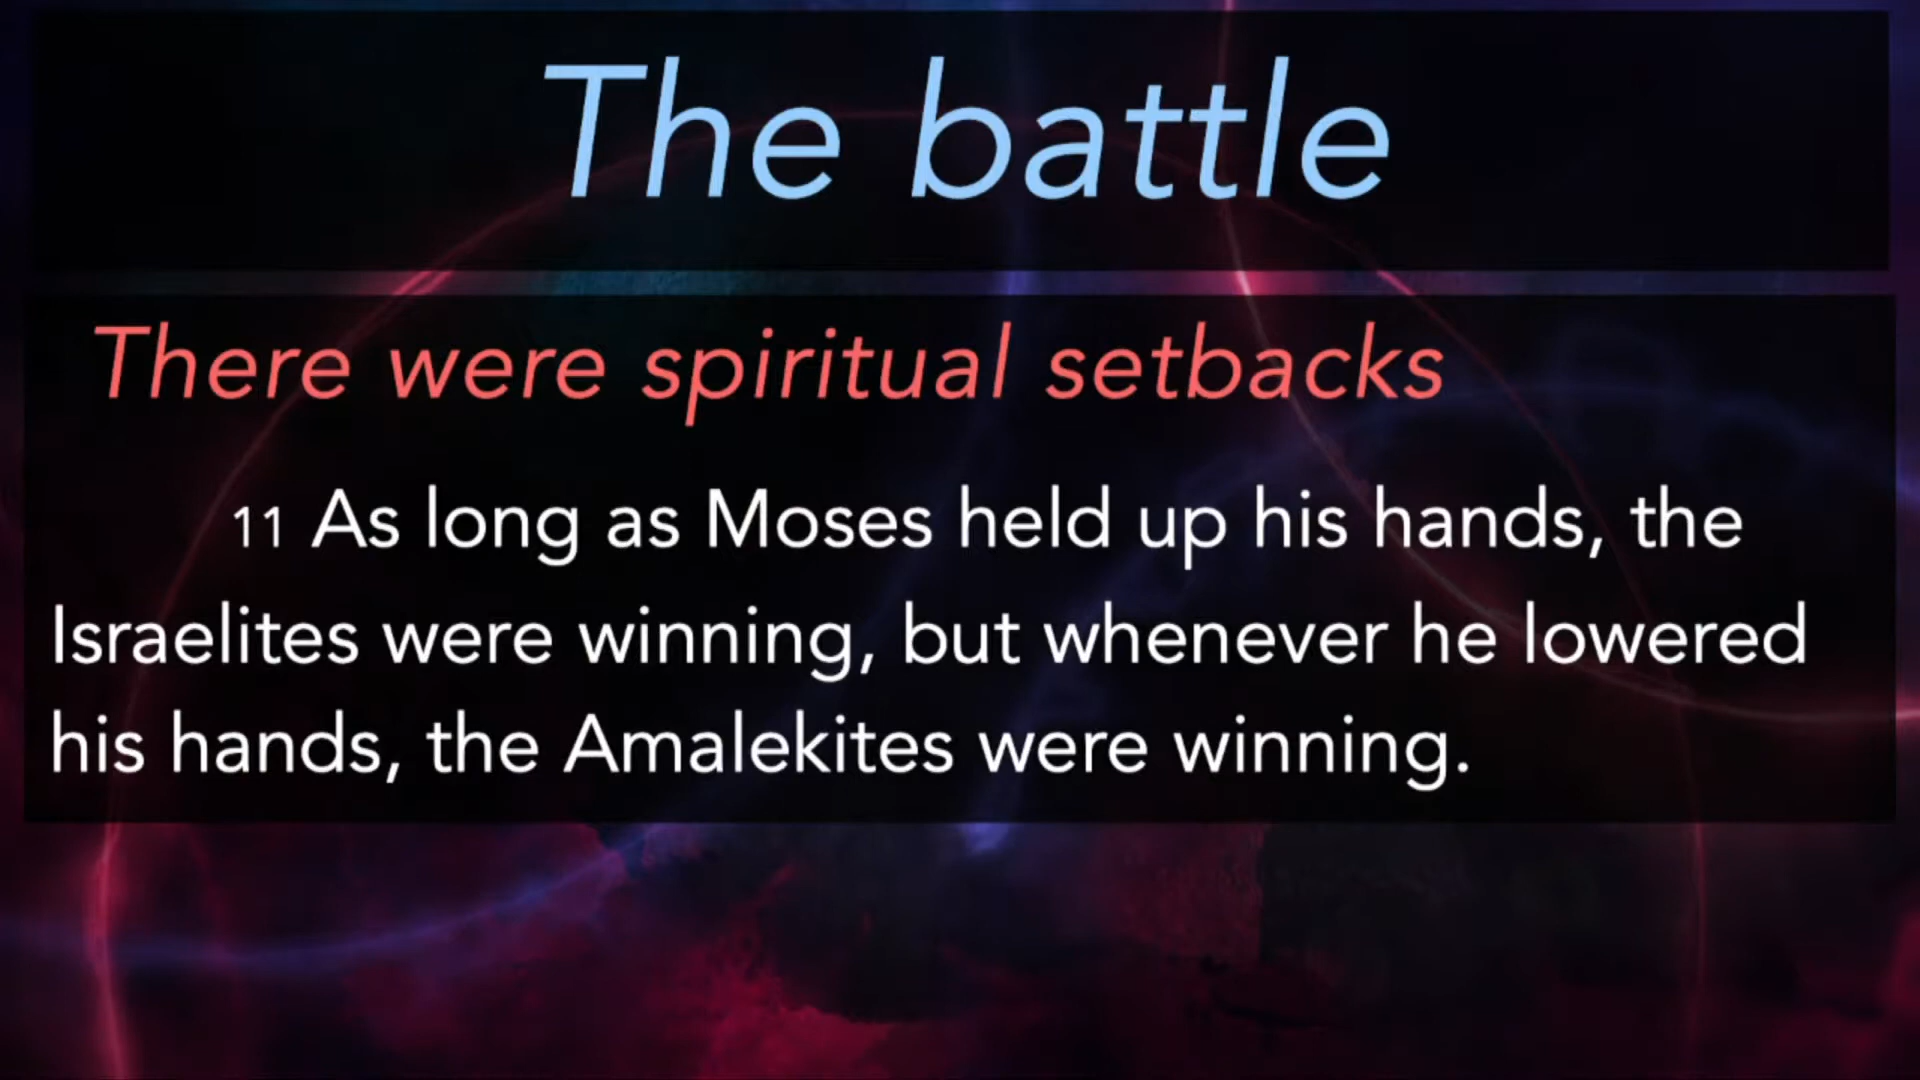 The battle
There were spiritual setbacks
11 As long as Moses held up his hands, the
Israelites were winning, but whenever he lowered
his hands, the Amalekites were winning.